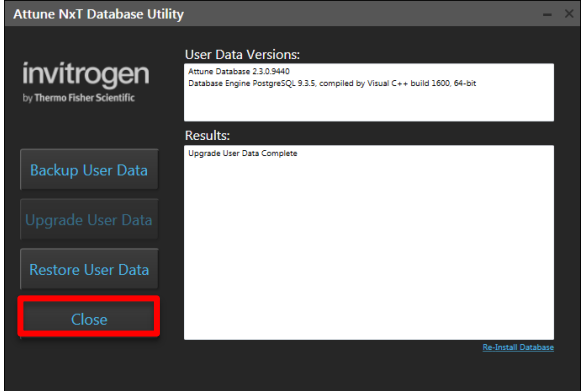 Attune NxT Database Utility
invitrogen
by Thermo Fisher Scientific
User Data Versions:
Attune Database 2.3.0.9440
Database Engine PostgreSQL 9.3.5, compiled by Visual C++ build 1600, 64-bit
Results:
Upgrade User Data Complete
Backup User Data
Upgrade User Data
Restore User Data
Close
Re-Install Database